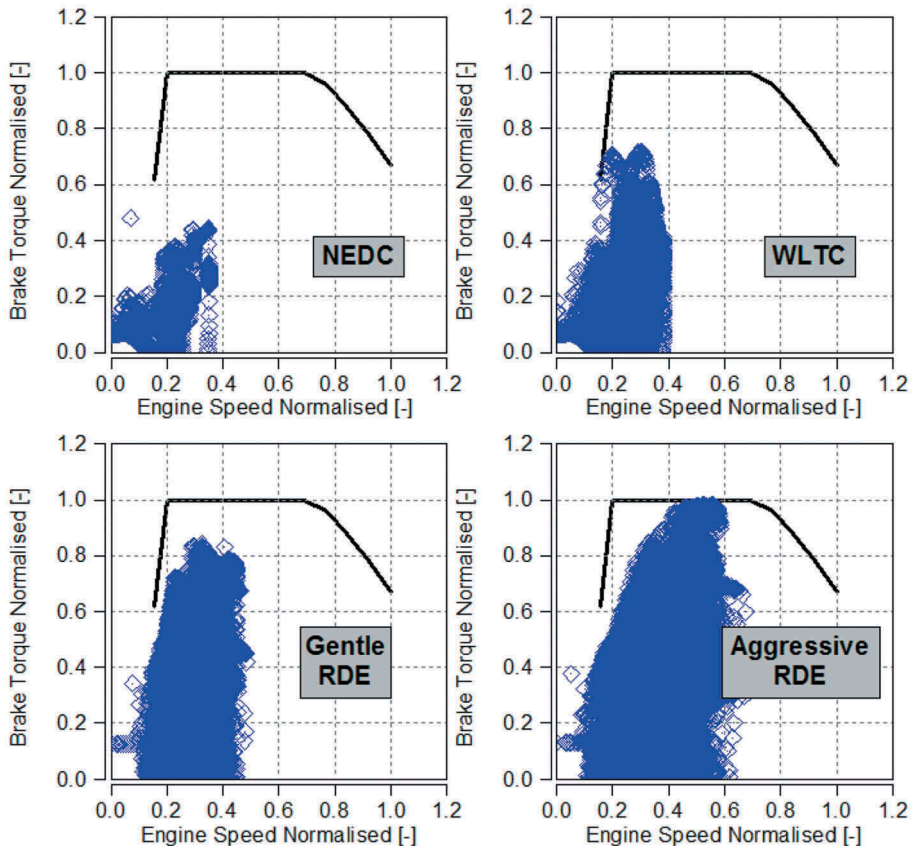 1.2
1.0
0.8
0.6
0.4
0.2
0.0
Brake Torque Normalised [-]
NEDC
0.0 0.2 0.4 0.6 0.8 1.0 1.2
Engine Speed Normalised [-]
1.2
1.0
0.8
0.6
0.4
0.2
0.0
Brake Torque Normalised [-]
WLTC
0.0 0.2 0.4 0.6 0.8 1.0 1.2
Engine Speed Normalised [-]
1.2
1.0
0.8
0.6
0.4
0.2
0.0
Brake Torque Normalised [-]
Gentle
RDE
0.0 0.2 0.4 0.6 0.8 1.0 1.2
Engine Speed Normalised [-]
1.2
1.0
0.8
0.6
0.4
0.2
0.0
Brake Torque Normalised [-]
Aggressive
RDE
0.0 0.2 0.4 0.6 0.8 1.0 1.2
Engine Speed Normalised [-]